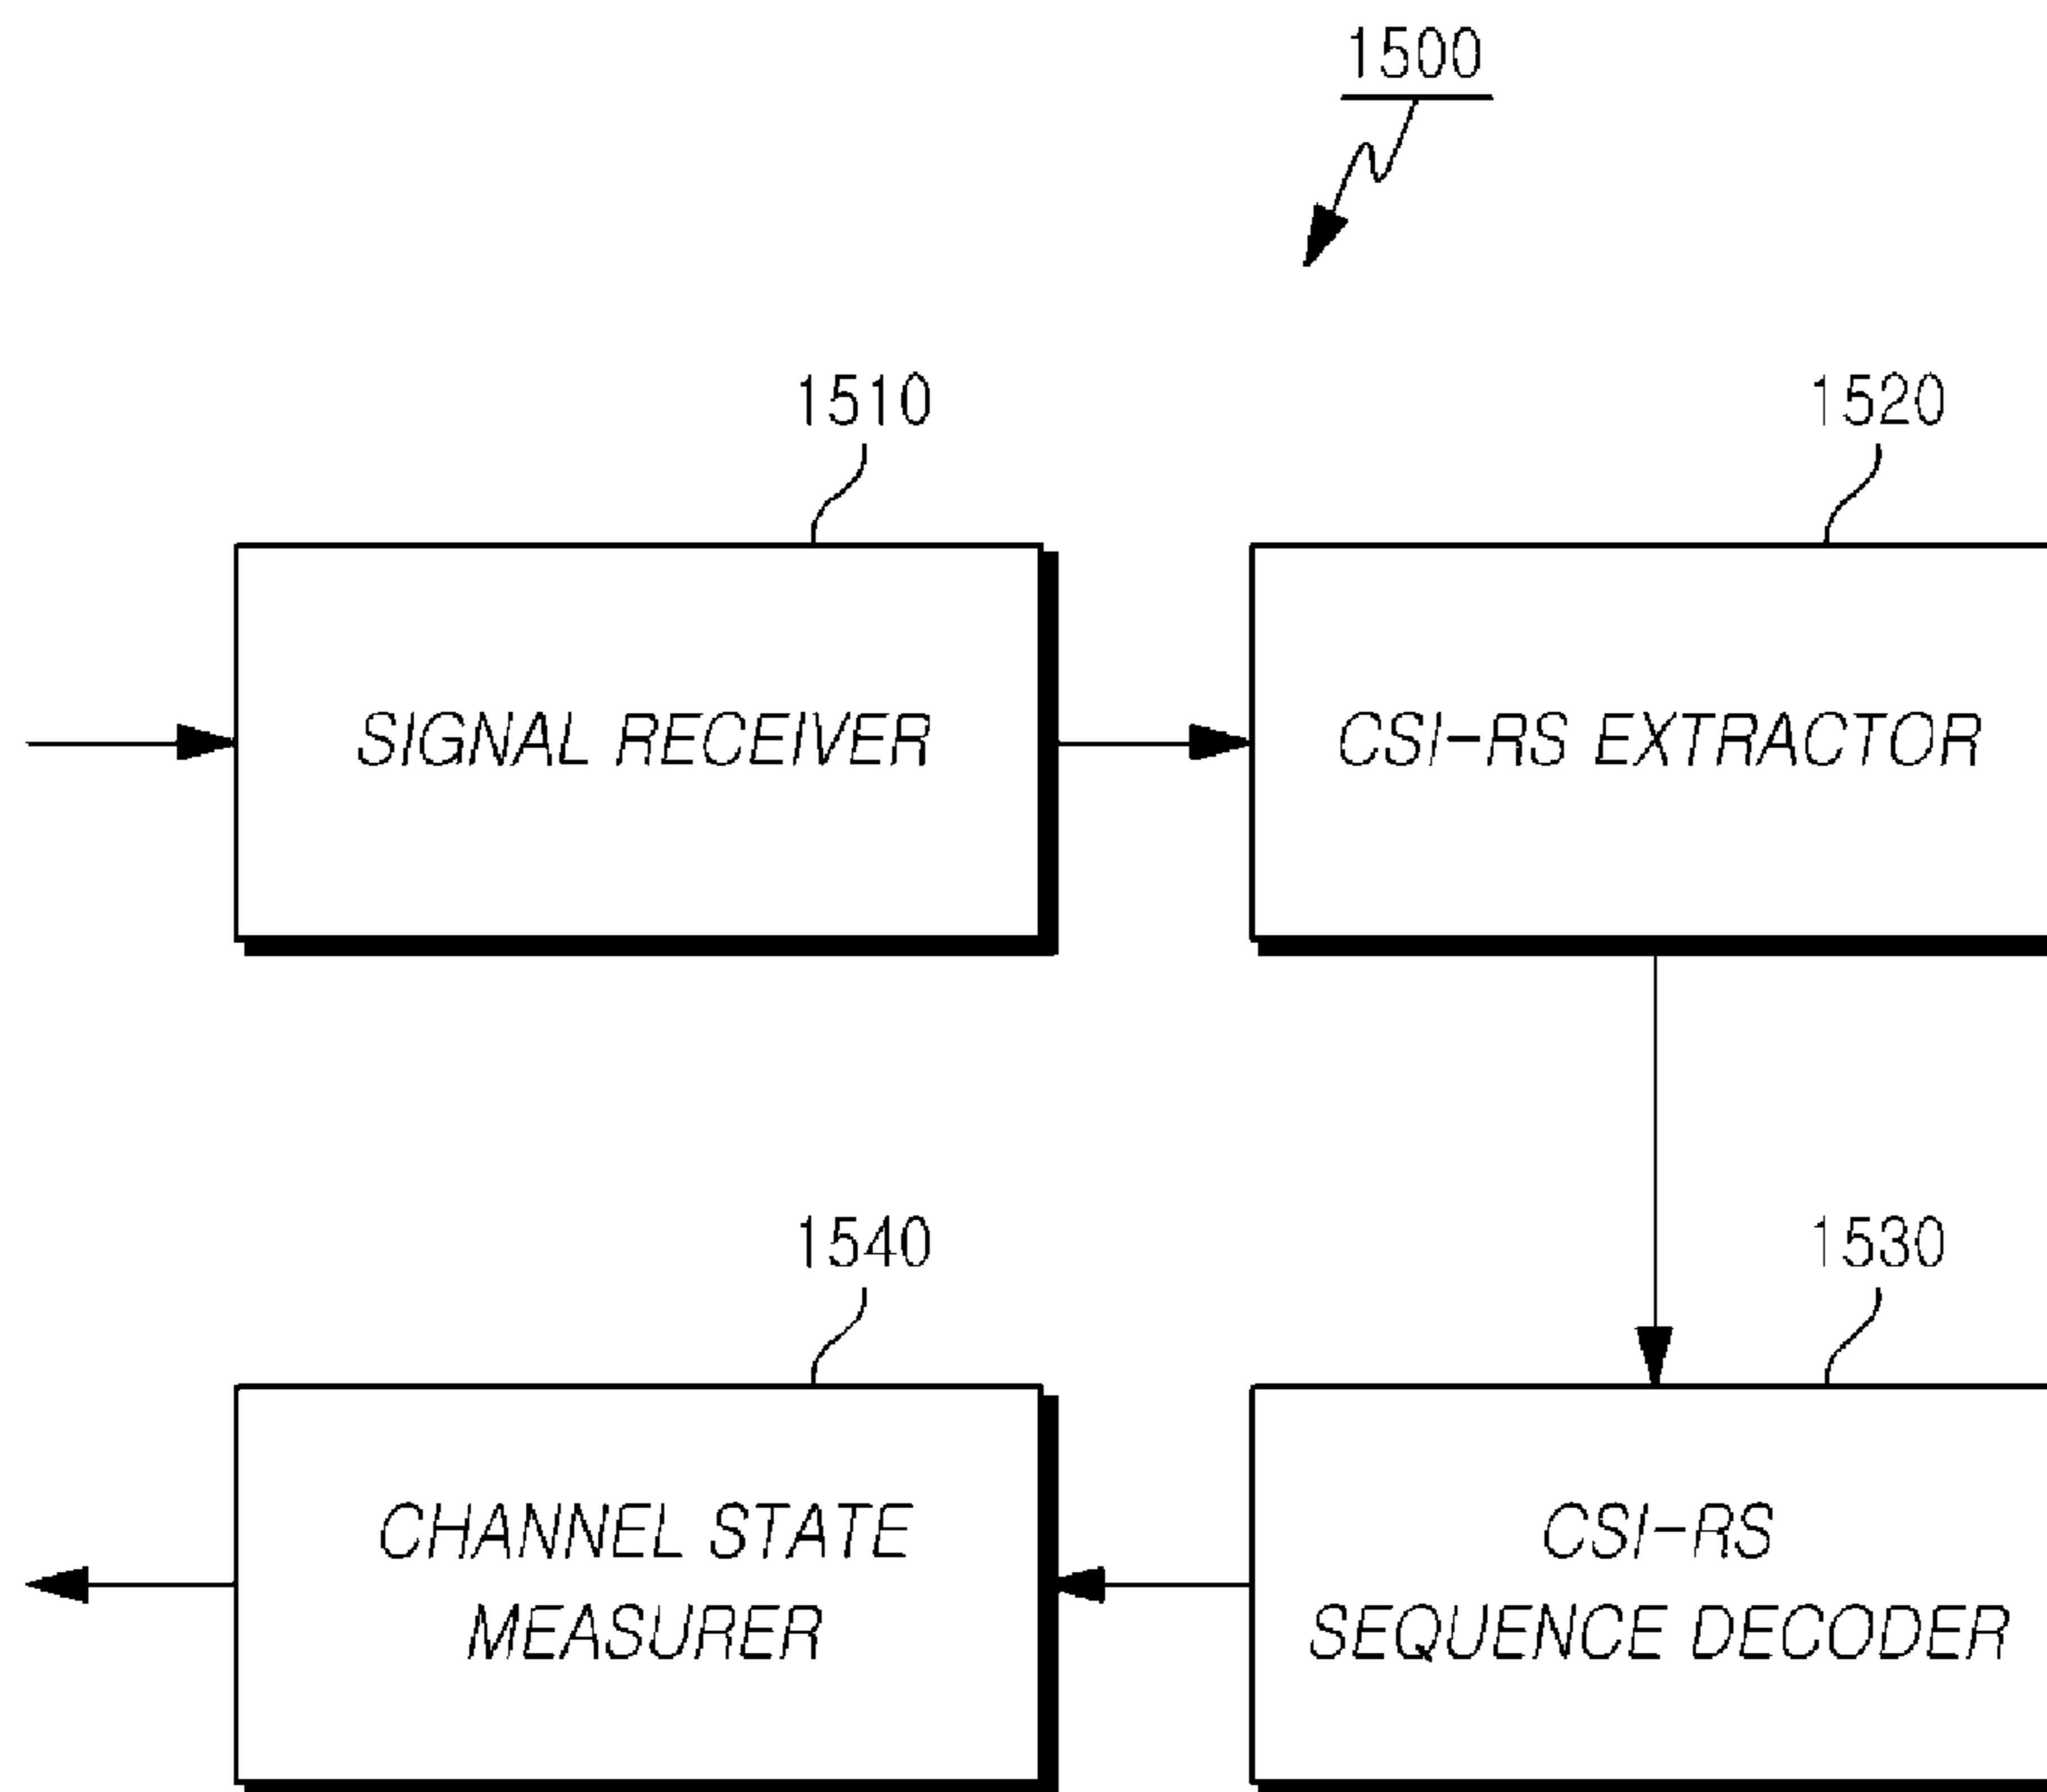 1500
1510
1520
SIGNAL RECEIVER
CSI-RS EXTRACTOR
1540
1530
CHANNEL STATE
MEASURER
CSI-RS
SEQUENCE DECODER